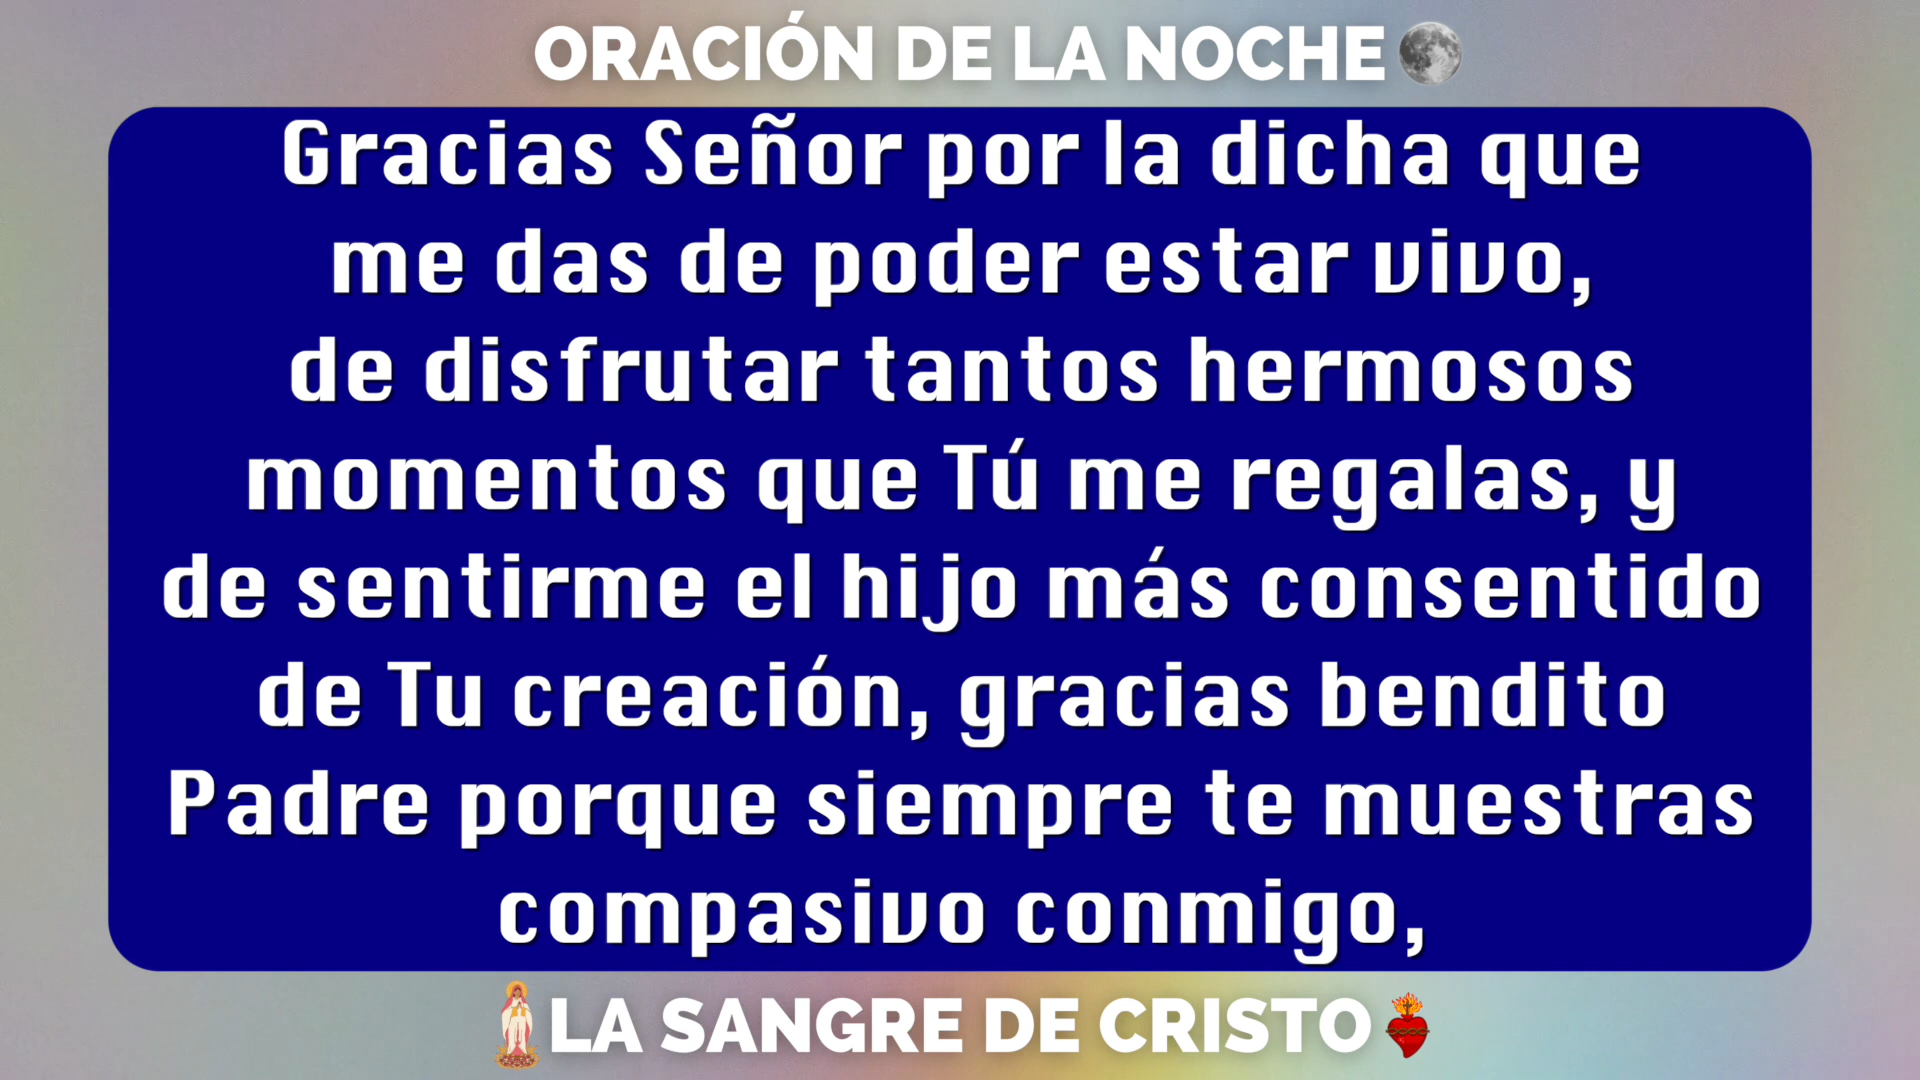 ORACIÓN DE LA NOCHE
Gracias Señor por la dicha que
me das de poder estar vivo,
de disfrutar tantos hermosos
momentos que Tú me regalas, y
de sentirme el hijo más consentido
de Tu creación, gracias bendito
Padre porque siempre te muestras
compasivo conmigo,
LA SANGRE DE CRISTO